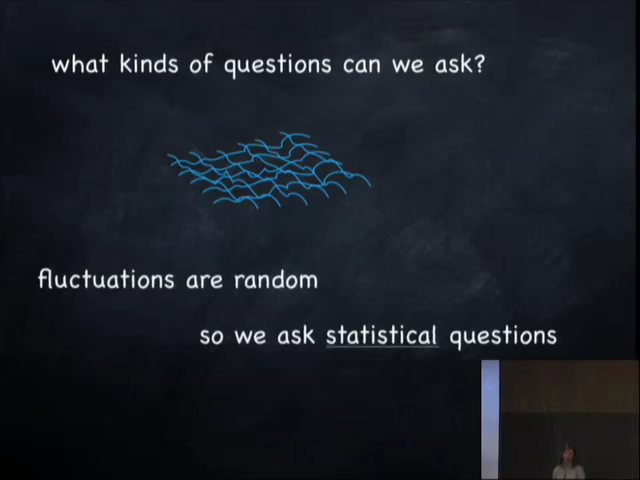 what kinds of questions can we ask?
fluctuations are random
so we ask statistical questions